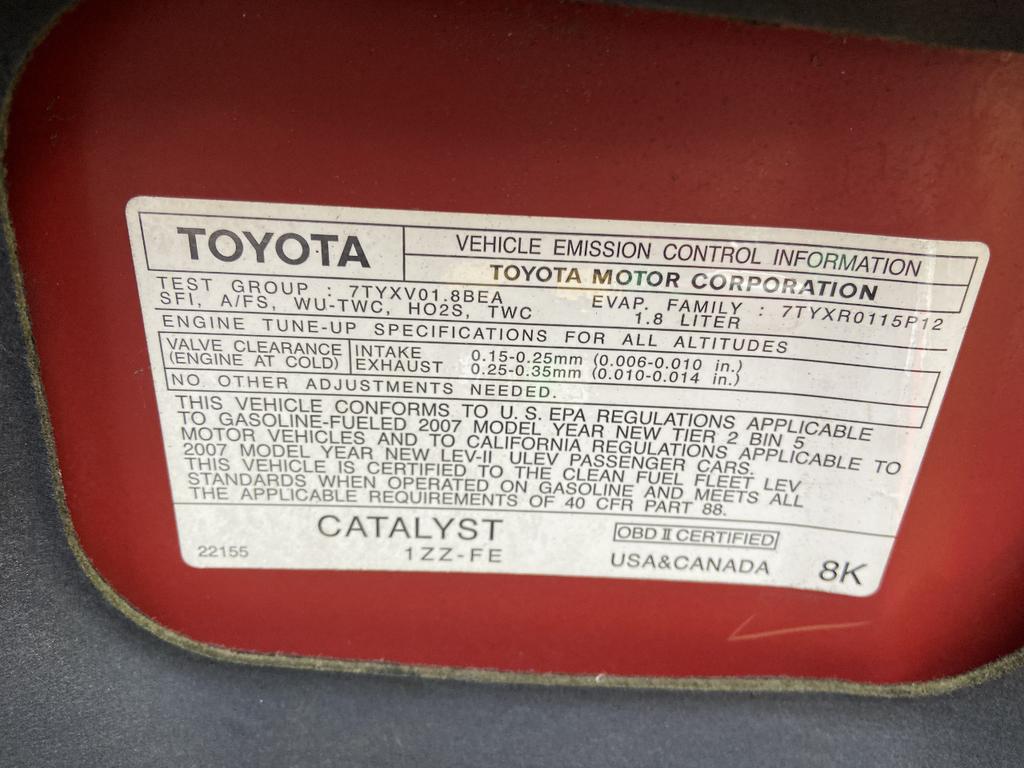 TOYOTA
VEHICLE EMISSION CONTROL INFORMATION
TOYOTA MOTOR CORPORATION
TEST GROUP : 7TYXV01.8BEA EVAP. FAMILY : 7TYXR0115P12
SFI, A/FS, WU-TWC, HO2S, TWC 1.8 LITER
ENGINE TUNE-UP SPECIFICATIONS FOR ALL ALTITUDES
VALVE CLEARANCE INTAKE 0.15-0.25mm (0.006-0.010 in.)
(ENGINE AT COLD) EXHAUST 0.25-0.35mm (0.010-0.014 in.)
NO OTHER ADJUSTMENTS NEEDED.
THIS VEHICLE CONFORMS TO U.S. EPA REGULATIONS APPLICABLE
TO GASOLINE-FUELED 2007 MODEL YEAR NEW TIER 2 BIN 5
MOTOR VEHICLES AND TO CALIFORNIA REGULATIONS APPLICABLE TO
2007 MODEL YEAR NEW LEV-II ULEV PASSENGER CARS.
THIS VEHICLE IS CERTIFIED TO THE CLEAN FUEL FLEET LEV
STANDARDS WHEN OPERATED ON GASOLINE AND MEETS ALL
THE APPLICABLE REQUIREMENTS OF 40 CFR PART 88.
CATALYST OBD II CERTIFIED
22155 1ZZ-FE USA&CANADA 8K